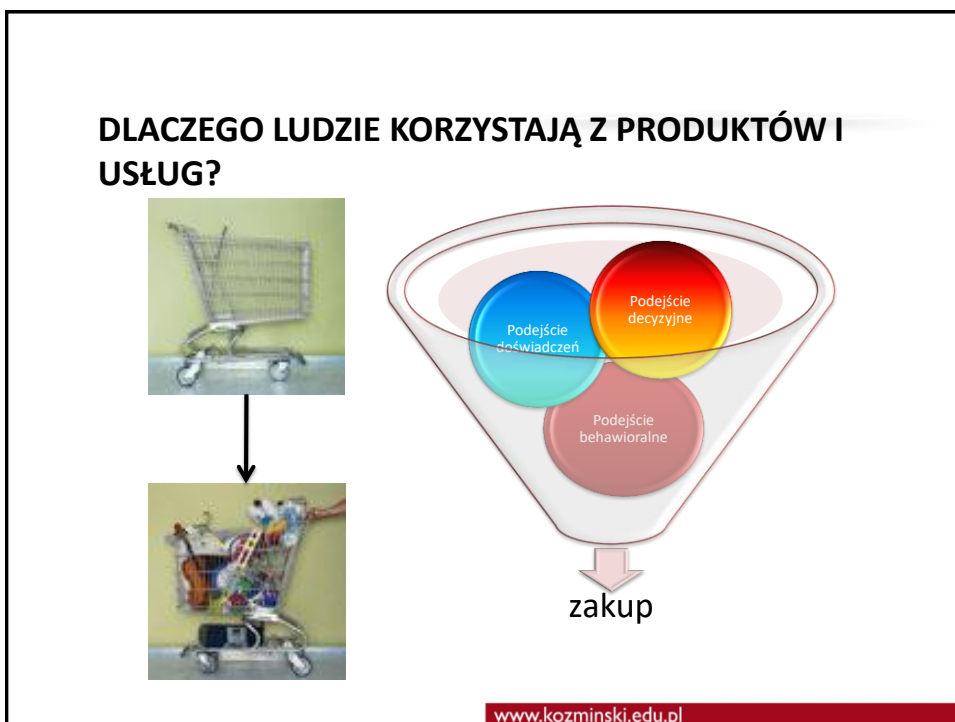 DLACZEGO LUDZIE KORZYSTAJĄ Z PRODUKTÓW I
USŁUG?
Podejście
decyzyjne
Podejście
doświadczeń
Podejście
behawioralne
zakup
www.kozminski.edu.pl